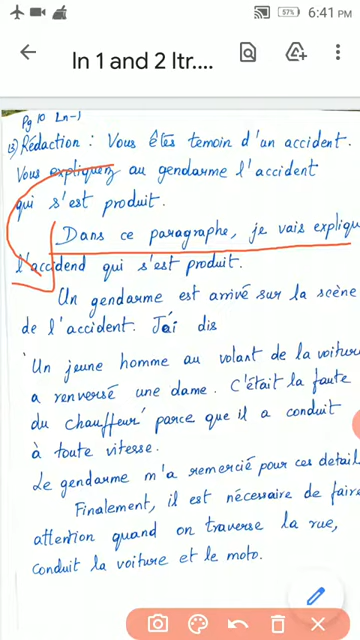 57% 6:41 PM
In 1 and 2 ltr....
Pg 10 Ln-1
13) Rédaction : Vous êtes temoin d'un accident.
Vous expliquez au gendarme l'accident
qui s'est produit.
Dans ce paragraphe, je vais explique
l'accidend qui s'est produit.
Un gendarme est arrivé sur la scène
de l'accident. J'ai dis
Un jeune homme au volant de la voiture
a renversé une dame. C'était la faute
du chauffeur parce que il a conduit
à toute vitesse.
Le gendarme m'a remercié pour ces detail
Finalement, il est nécessaire de faire
attention quand on traverse la rue,
conduit la voiture et le moto.